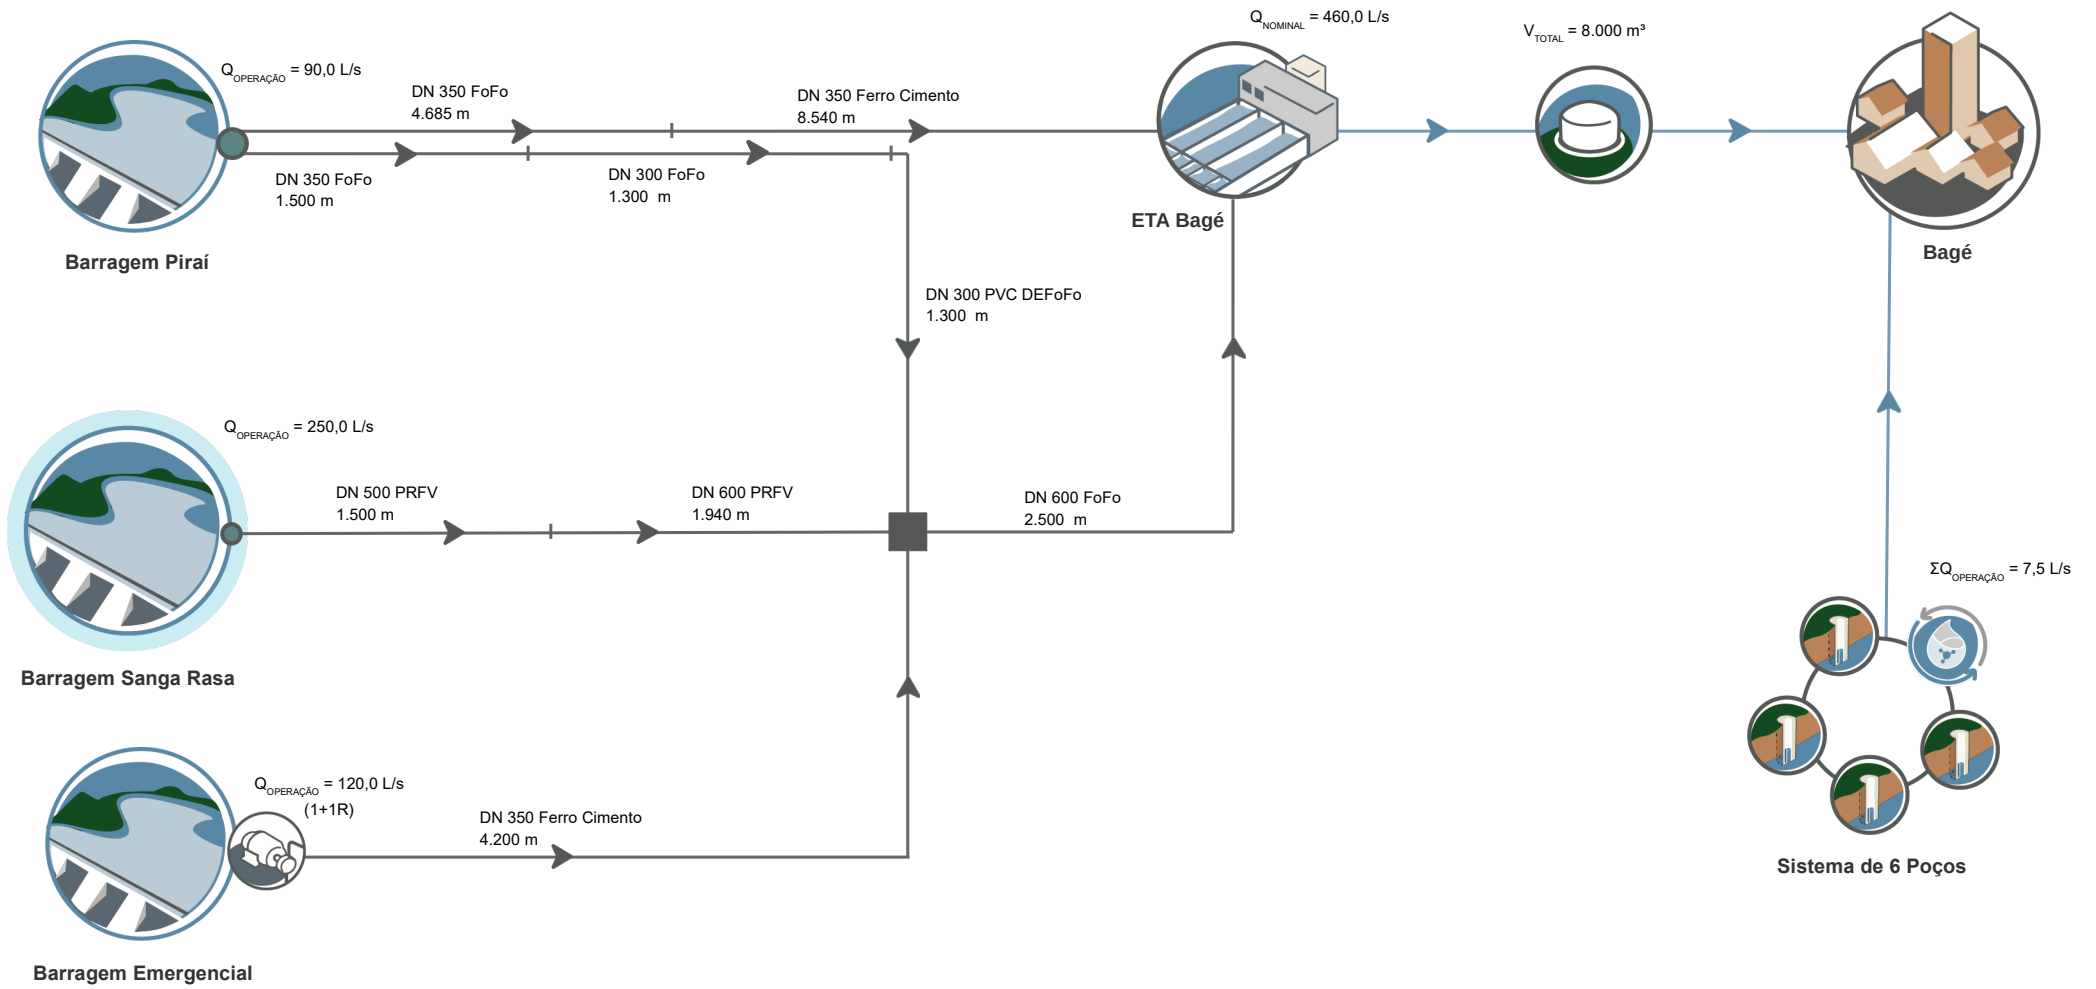 Q_NOMINAL = 460,0 L/s
V_TOTAL = 8.000 m³
Q_OPERAÇÃO = 90,0 L/s
DN 350 FoFo
4.685 m
DN 350 Ferro Cimento
8.540 m
DN 350 FoFo
1.500 m
DN 300 FoFo
1.300 m
ETA Bagé
Bagé
Barragem Piraí
DN 300 PVC DEFoFo
1.300 m
Q_OPERAÇÃO = 250,0 L/s
DN 500 PRFV
1.500 m
DN 600 PRFV
1.940 m
DN 600 FoFo
2.500 m
Barragem Sanga Rasa
ΣQ_OPERAÇÃO = 7,5 L/s
Q_OPERAÇÃO = 120,0 L/s
(1+1R)
DN 350 Ferro Cimento
4.200 m
Sistema de 6 Poços
Barragem Emergencial